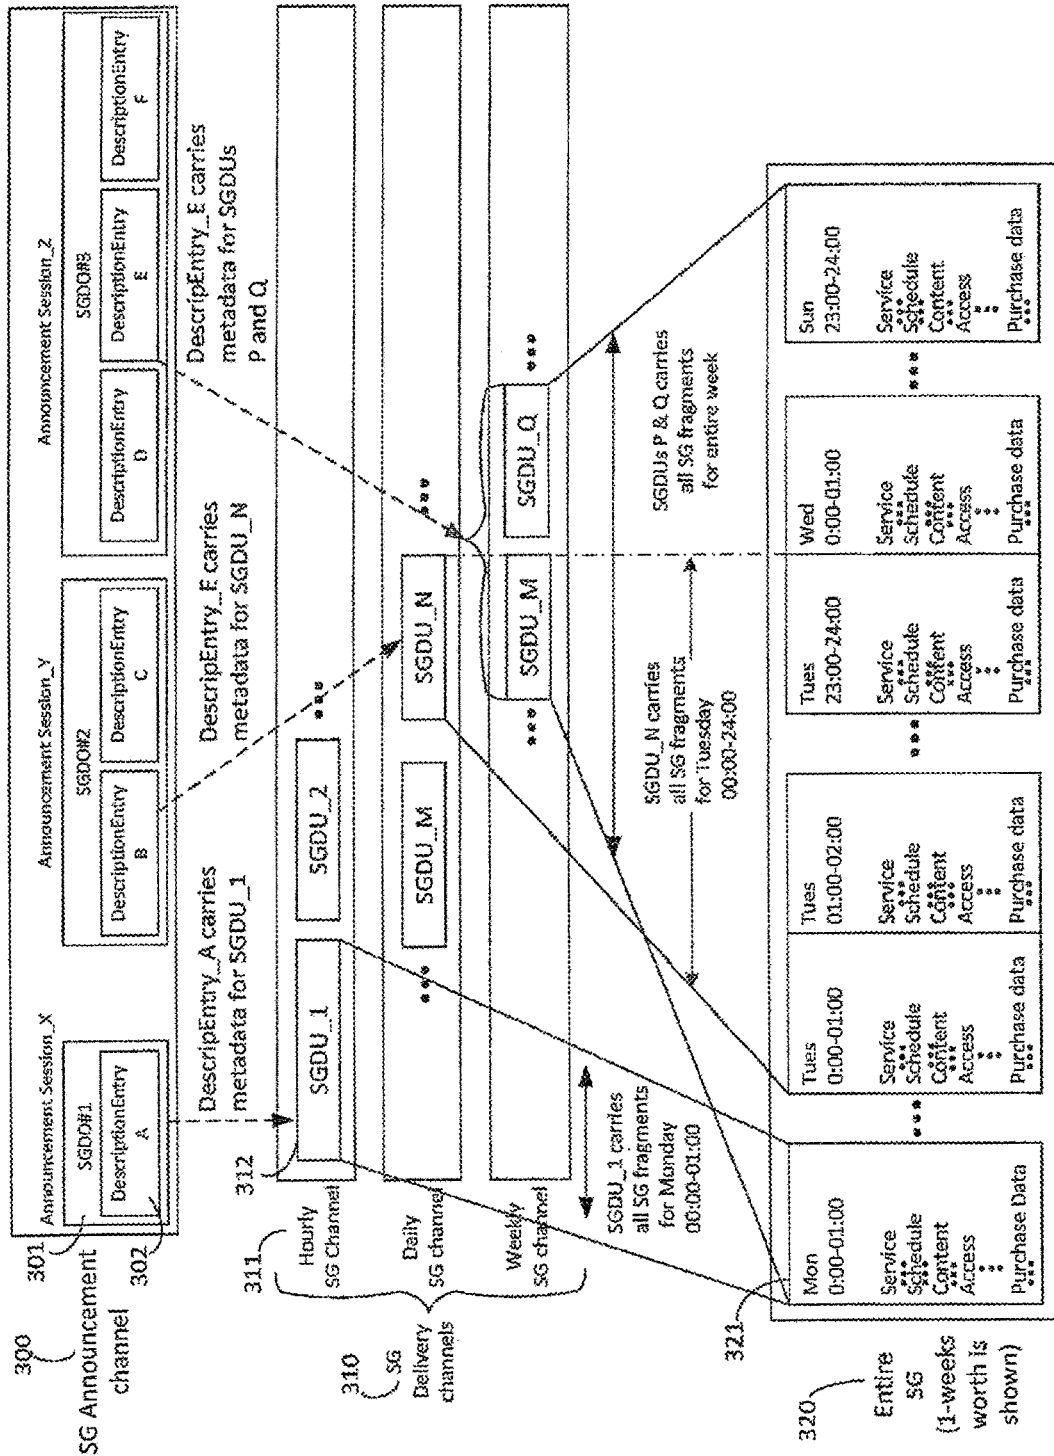 300
SG Announcement
channel
301
302
Announcement Session_X
SGDO#1
DescriptionEntry
A
Announcement Session_Y
SGDO#2
DescriptionEntry
B
DescriptionEntry
C
Announcement Session_2
SGDO#3
DescriptionEntry
D
DescriptionEntry
E
DescriptionEntry
F
DescripEntry_A carries
metadata for SGDU_1
DescripEntry_E carries
metadata for SGDU_N
DescripEntry_E carries
metadata for SGDUs
P and Q
310
SG
Delivery
channels
311
312
Hourly
SG Channel
SGDU_1
SGDU_2
Daily
SG channel
SGDU_M
SGDU_N
Weekly
SG channel
SGDU_M
SGDU_Q
SGDU_1 carries
all SG fragments
for Monday
00:00-01:00
SGDU_N carries
all SG fragments
for Tuesday
00:00-24:00
SGDUs P & Q carries
all SG fragments
for entire week
320
Entire
SG
(1-weeks
worth is
shown)
321
Mon
0:00-01:00
Service
Schedule
Content
Access
Purchase Data
Tues
0:00-01:00
Service
Schedule
Content
Access
Purchase data
Tues
01:00-02:00
Service
Schedule
Content
Access
Purchase data
Tues
23:00-24:00
Service
Schedule
Content
Access
Purchase data
Wed
0:00-01:00
Service
Schedule
Content
Access
Purchase data
Sun
23:00-24:00
Service
Schedule
Content
Access
Purchase data